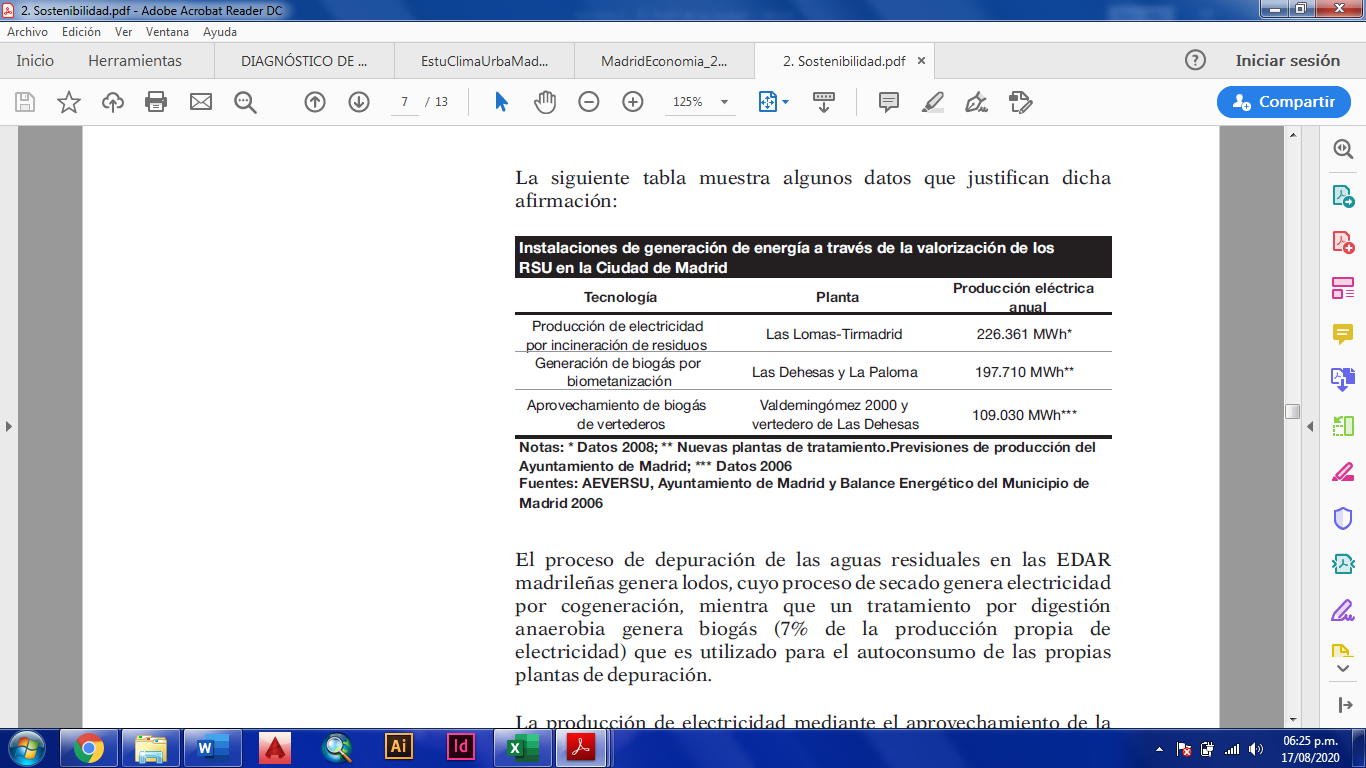 2. Sostenibilidad.pdf - Adobe Acrobat Reader DC
Archivo Edición Ver Ventana Ayuda
Inicio Herramientas DIAGNÓSTICO DE ... EstuClimaUrbaMad... MadridEconomia_2... 2. Sostenibilidad.pdf × ? Iniciar sesión
7 / 13 125% Compartir
La siguiente tabla muestra algunos datos que justifican dicha
afirmación:
Instalaciones de generación de energía a través de la valorización de los
RSU en la Ciudad de Madrid
Tecnología Planta Producción eléctrica
anual
Producción de electricidad
por incineración de residuos Las Lomas-Tirmadrid 226.361 MWh*
Generación de biogás por
biometanización Las Dehesas y La Paloma 197.710 MWh**
Aprovechamiento de biogás
de vertederos Valdemingómez 2000 y
vertedero de Las Dehesas 109.030 MWh***
Notas: * Datos 2008; ** Nuevas plantas de tratamiento.Previsiones de producción del
Ayuntamiento de Madrid; *** Datos 2006
Fuentes: AEVERSU, Ayuntamiento de Madrid y Balance Energético del Municipio de
Madrid 2006
El proceso de depuración de las aguas residuales en las EDAR
madrileñas genera lodos, cuyo proceso de secado genera electricidad
por cogeneración, mientra que un tratamiento por digestión
anaerobia genera biogás (7% de la producción propia de
electricidad) que es utilizado para el autoconsumo de las propias
plantas de depuración.
La producción de electricidad mediante el aprovechamiento de la
Ai Id
06:25 p.m.
17/08/2020